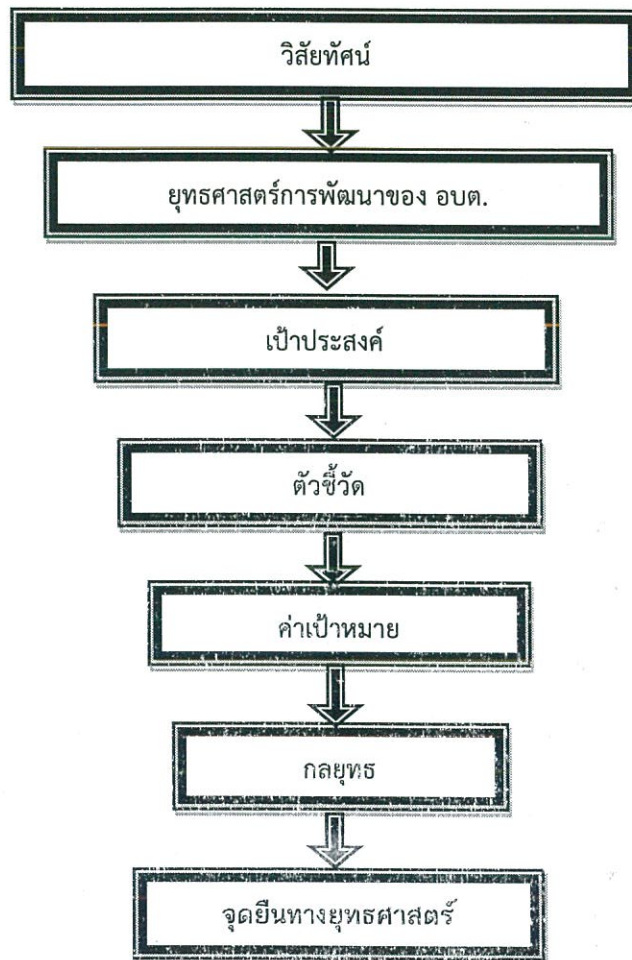 วิสัยทัศน์
ยุทธศาสตร์การพัฒนาของ อบต.
เป้าประสงค์
ตัวชี้วัด
ค่าเป้าหมาย
กลยุทธ
จุดยืนทางยุทธศาสตร์